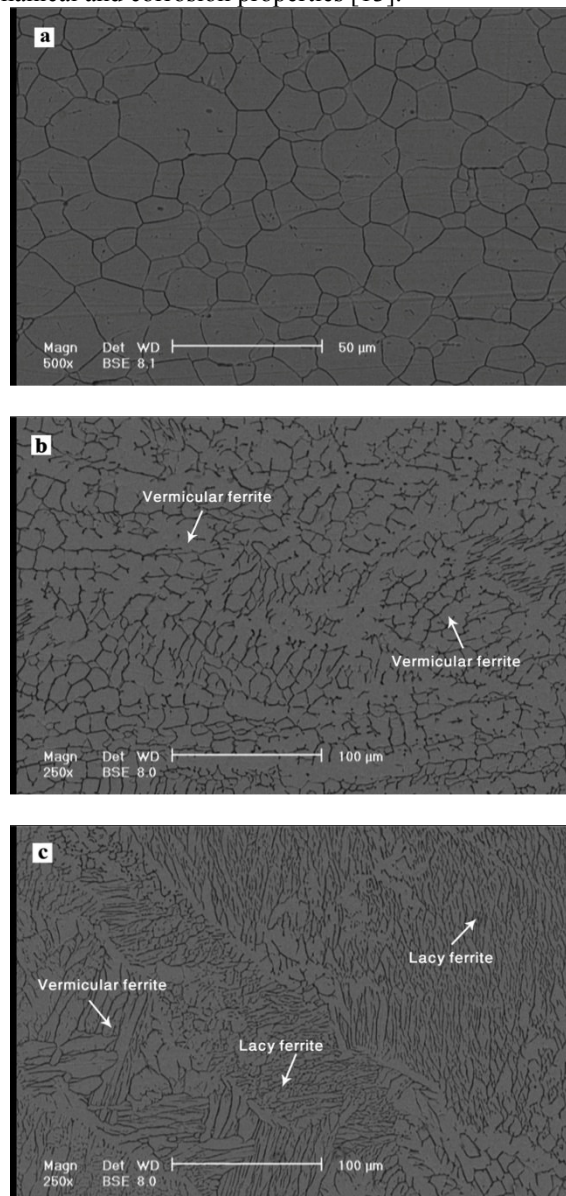 and corrosion properties [15].
a
Magn Det WD 50 µm
500x BSE 8.1
b
Vermicular ferrite
Vermicular ferrite
Magn Det WD 100 µm
250x BSE 8.0
c
Lacy ferrite
Vermicular ferrite
Lacy ferrite
Magn Det WD 100 µm
250x BSE 8.0